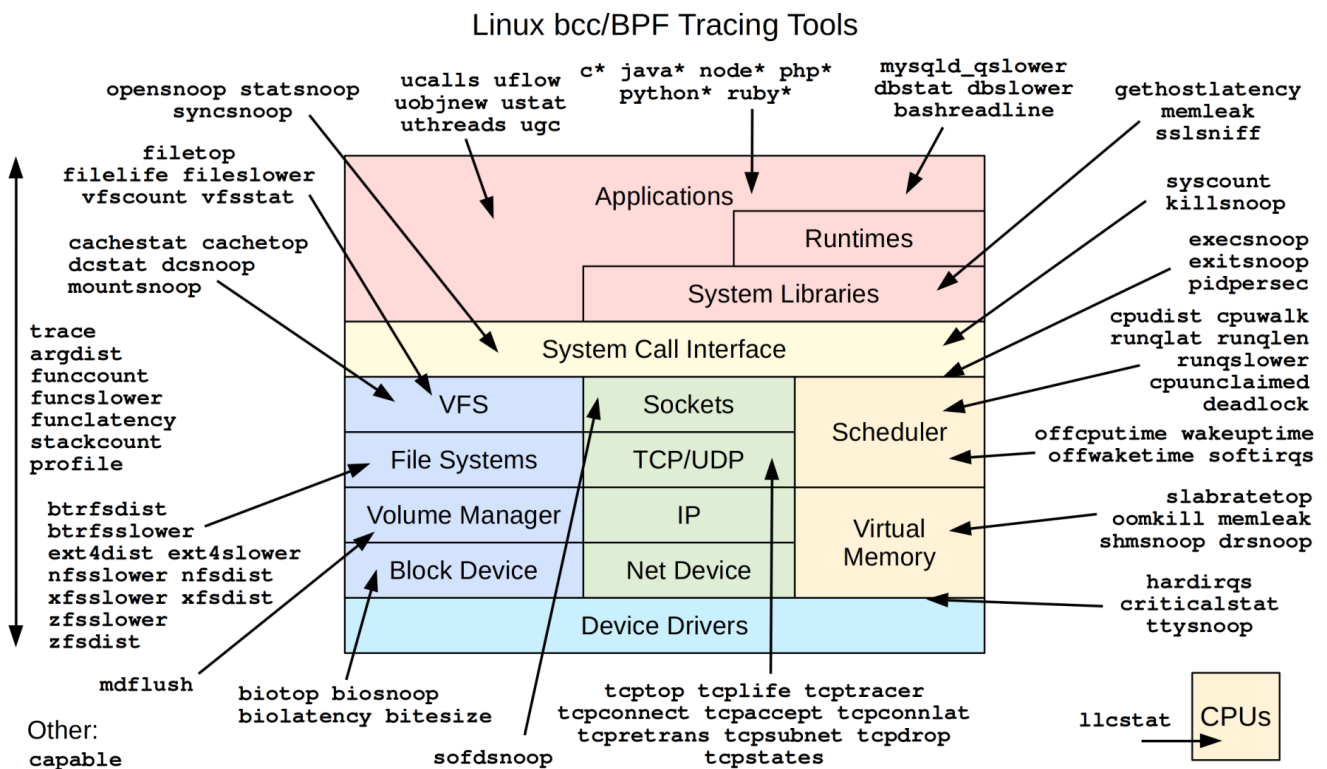 Linux bcc/BPF Tracing Tools
opensnoop statsnoop
syncsnoop
ucalls uflow
uobjnew ustat
uthreads ugc
c* java* node* php*
python* ruby*
mysqld_qslower
dbstat dbslower
bashreadline
gethostlatency
memleak
sslsniff
filetop
filelife fileslower
vfscount vfsstat
syscount
killsnoop
cachestat cachetop
dcstat dcsnoop
mountsnoop
execsnoop
exitsnoop
pidpersec
trace
argdist
funccount
funcslower
funclatency
stackcount
profile
cpudist cpuwalk
runqlat runqlen
runqslower
cpuunclaimed
deadlock
offcputime wakeuptime
offwaketime softirqs
Applications
Runtimes
System Libraries
System Call Interface
VFS
Sockets
Scheduler
File Systems
TCP/UDP
Volume Manager
IP
Virtual
Memory
Block Device
Net Device
Device Drivers
btrfsdist
btrfsslower
ext4dist ext4slower
nfsslower nfsdist
xfsslower xfsdist
zfsslower
zfsdist
slabratetop
oomkill memleak
shmsnoop drsnoop
hardirqs
criticalstat
ttysnoop
mdflush
biotop biosnoop
biolatency bitesize
sofdsnoop
tcptop tcplife tcptracer
tcpconnect tcpaccept tcpconnlat
tcpretrans tcpsubnet tcpdrop
tcpstates
llcstat
CPUs
Other:
capable